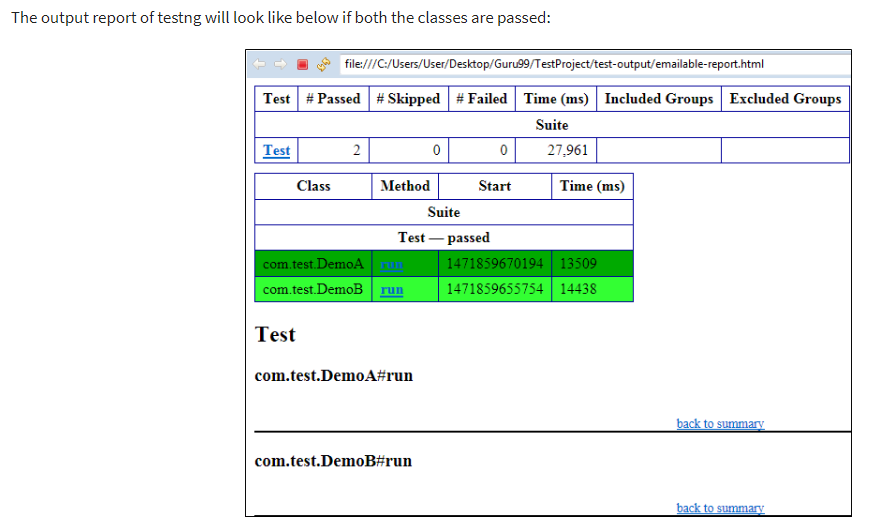 The output report of testng will look like below if both the classes are passed:
file:///C:/Users/User/Desktop/Guru99/TestProject/test-output/emailable-report.html
Test # Passed # Skipped # Failed Time (ms) Included Groups Excluded Groups
Suite
Test 2 0 0 27,961
Class Method Start Time (ms)
Suite
Test — passed
com.test.DemoA run 1471859670194 13509
com.test.DemoB run 1471859655754 14438
Test
com.test.DemoA#run
back to summary
com.test.DemoB#run
back to summary